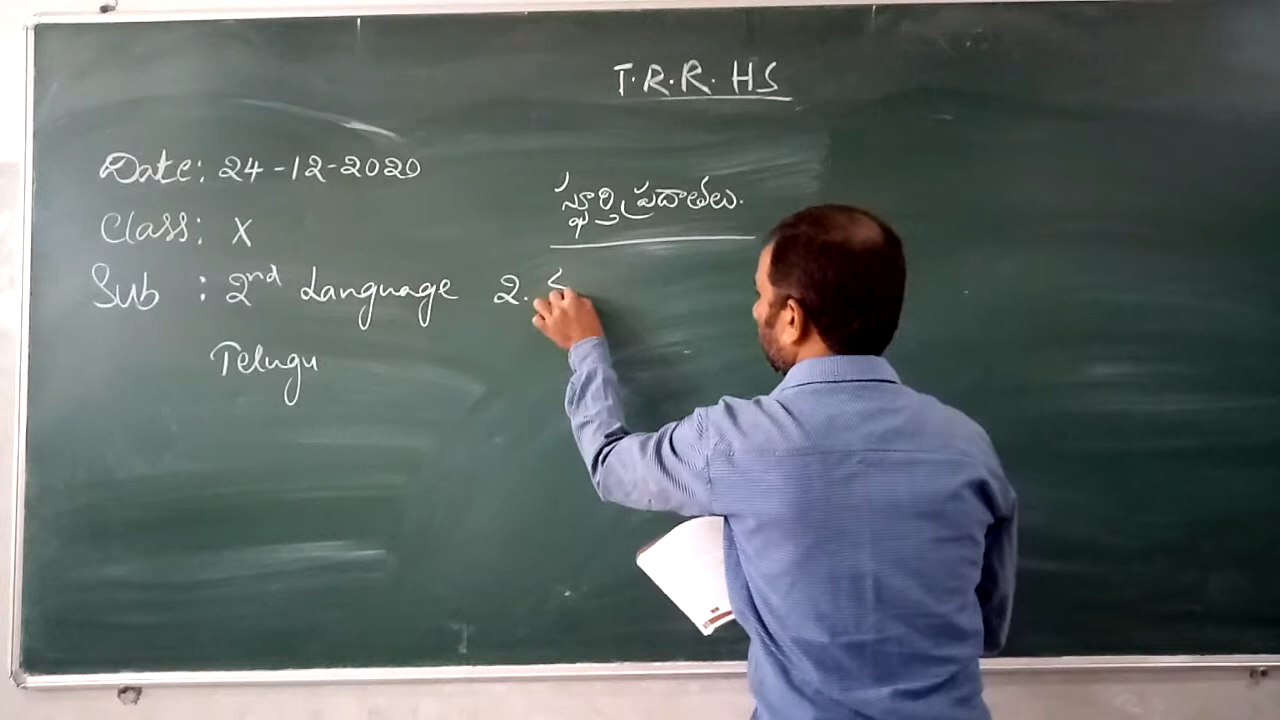 T.R.R. HS
Date: 24-12-2020
Class: X
Sub : 2nd Language
Telugu
స్ఫూర్తి ప్రదాతలు.
2.